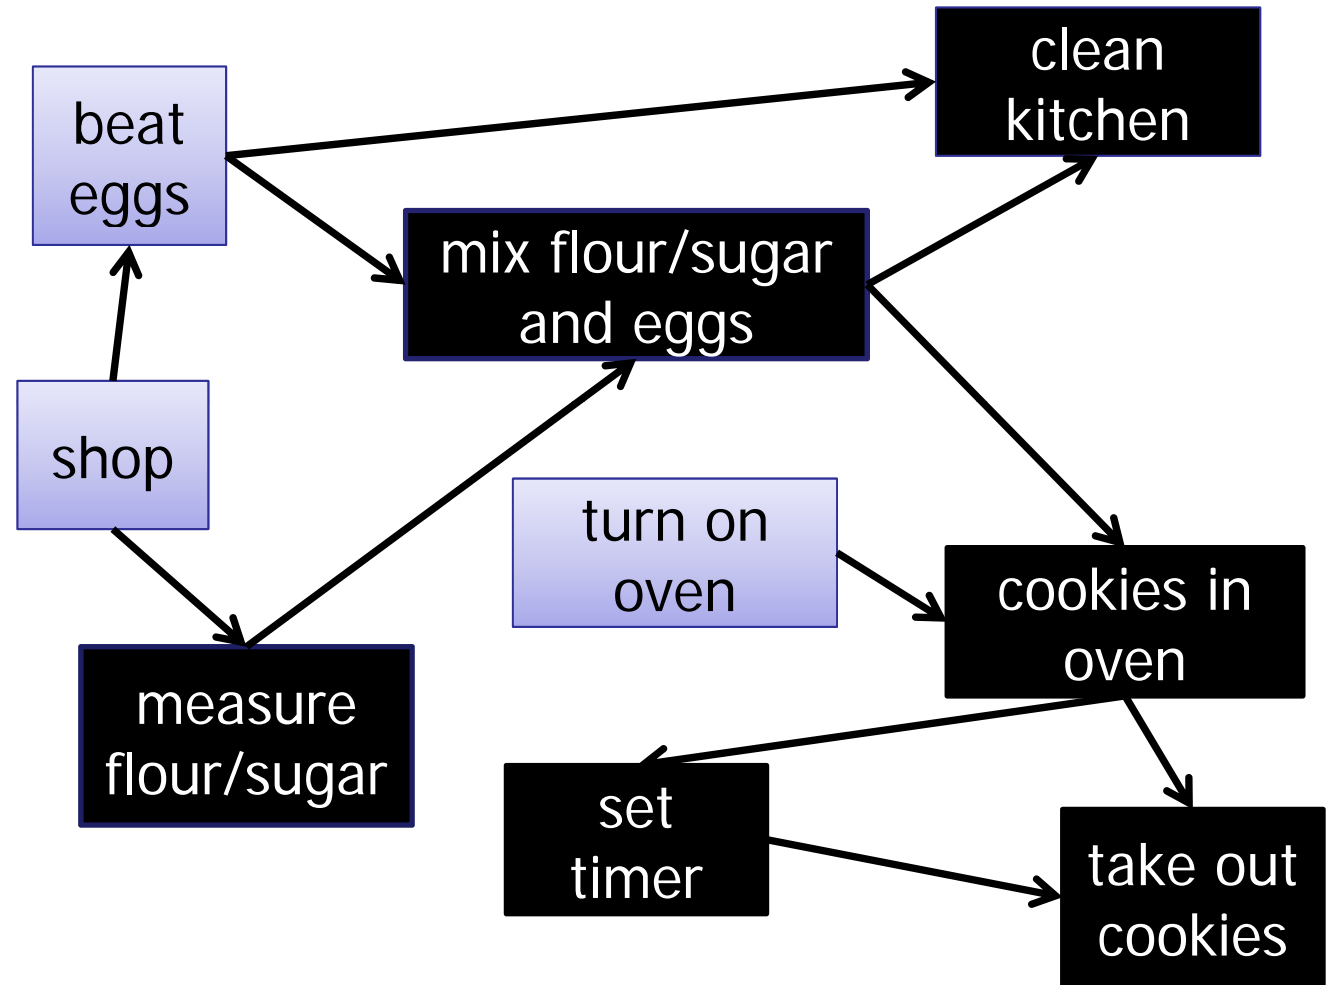 clean
kitchen
beat
eggs
mix flour/sugar
and eggs
shop
turn on
oven
cookies in
oven
measure
flour/sugar
set
timer
take out
cookies